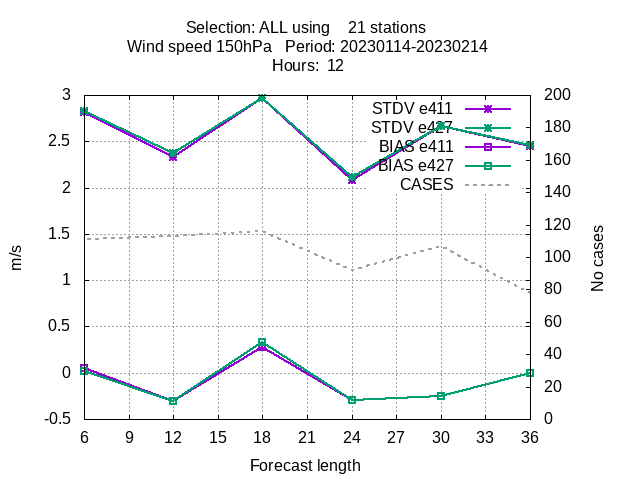 Selection: ALL using    21 stations
Wind speed 150hPa   Period: 20230114-20230214
Hours:  12
STDV e411
STDV e427
BIAS e411
BIAS e427
CASES
3
2.5
2
1.5
1
0.5
0
-0.5
200
180
160
140
120
100
80
60
40
20
0
m/s
No cases
6 9 12 15 18 21 24 27 30 33 36
Forecast length